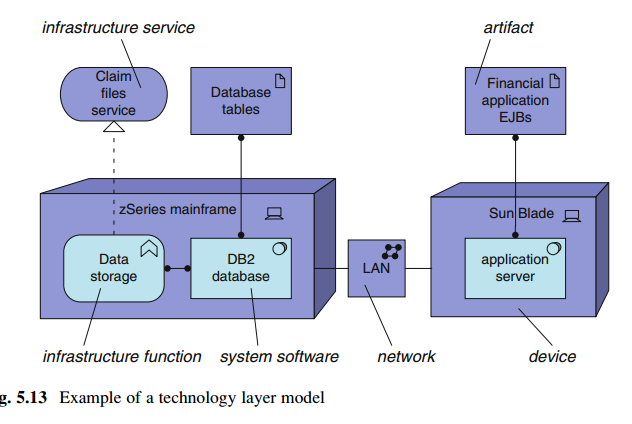 infrastructure service
artifact
Claim
files
service
Database
tables
Financial
application
EJBs
zSeries mainframe
Sun Blade
Data
storage
DB2
database
LAN
application
server
infrastructure function
system software
network
device
g. 5.13 Example of a technology layer model